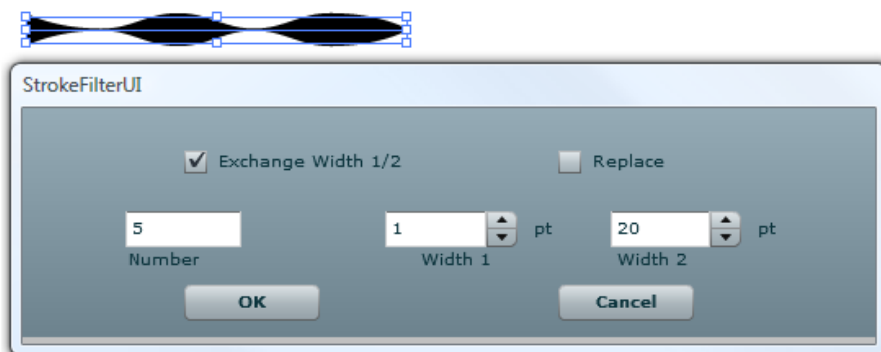 StrokeFilterUI
Exchange Width 1/2 Replace
5 1 pt 20 pt
Number Width 1 Width 2
OK Cancel